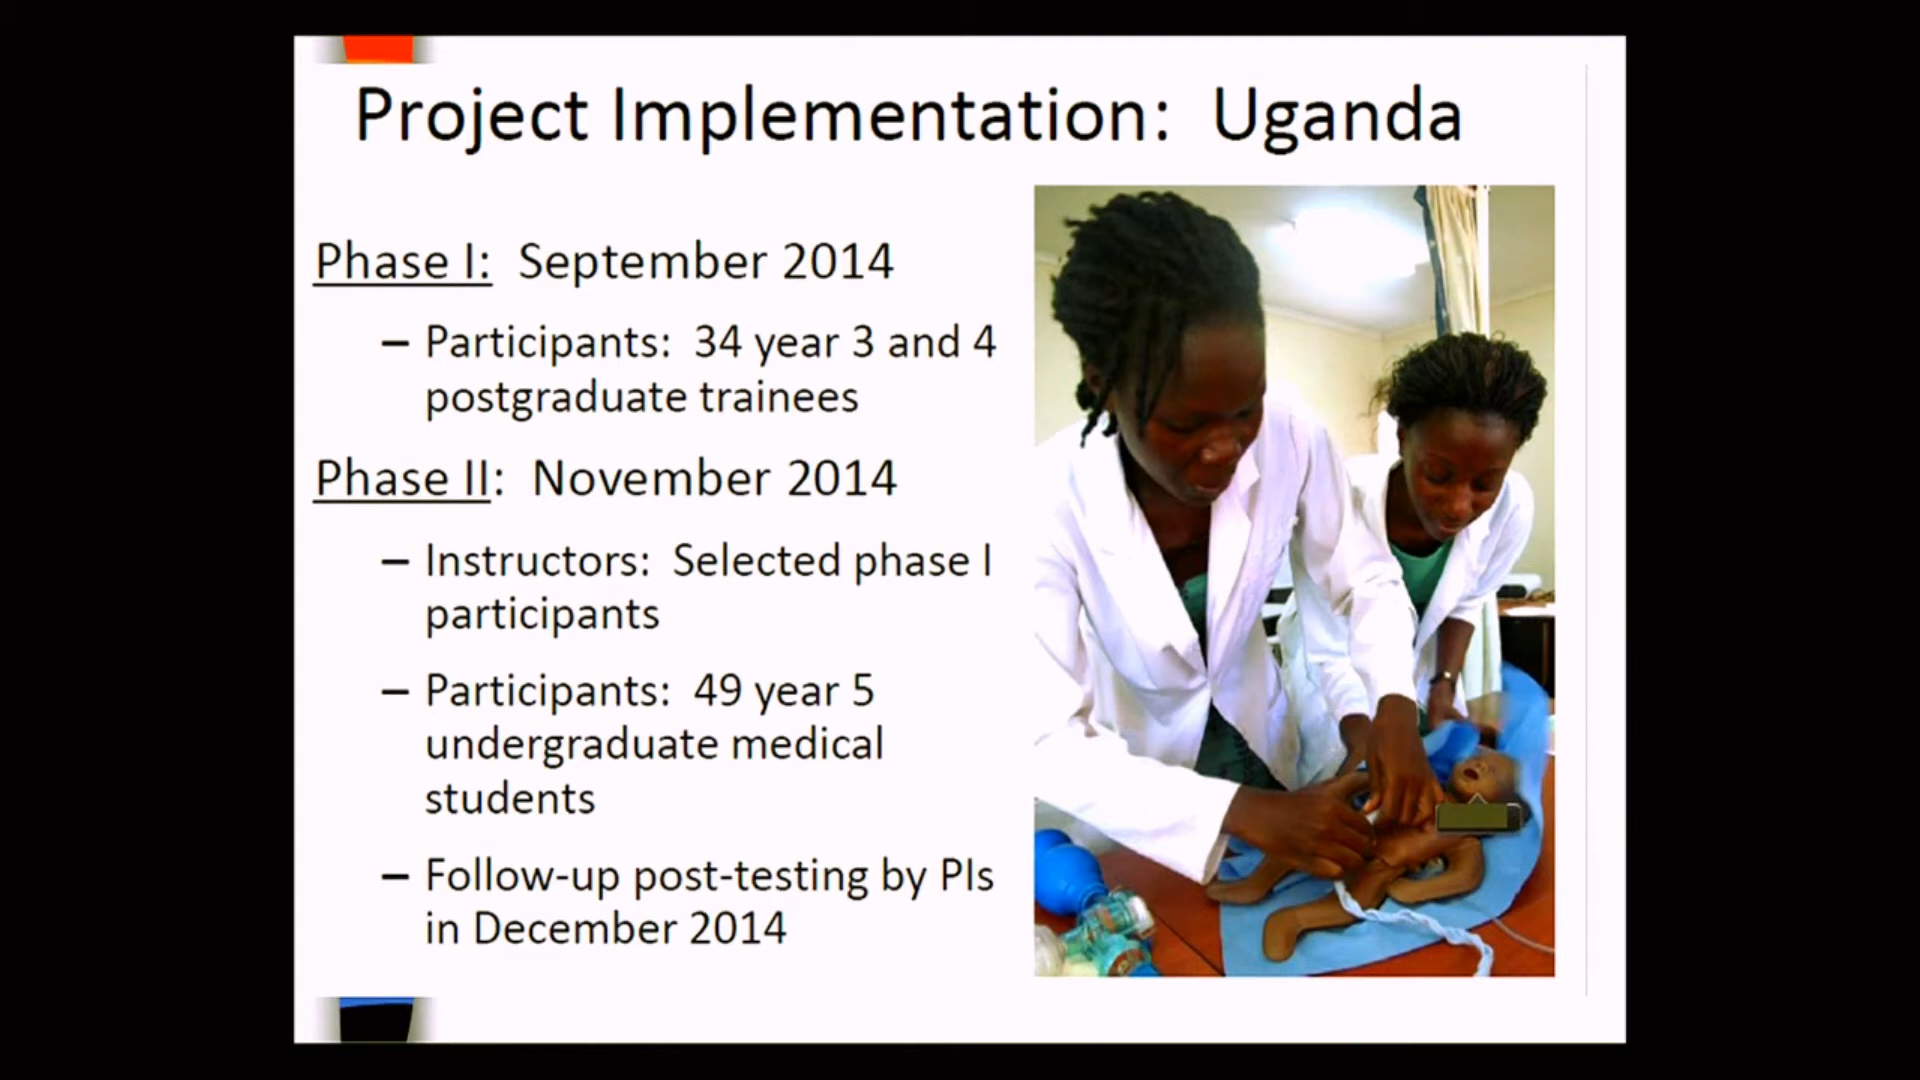 Project Implementation: Uganda
Phase I: September 2014
– Participants: 34 year 3 and 4
postgraduate trainees
Phase II: November 2014
– Instructors: Selected phase I
participants
– Participants: 49 year 5
undergraduate medical
students
– Follow-up post-testing by PIs
in December 2014